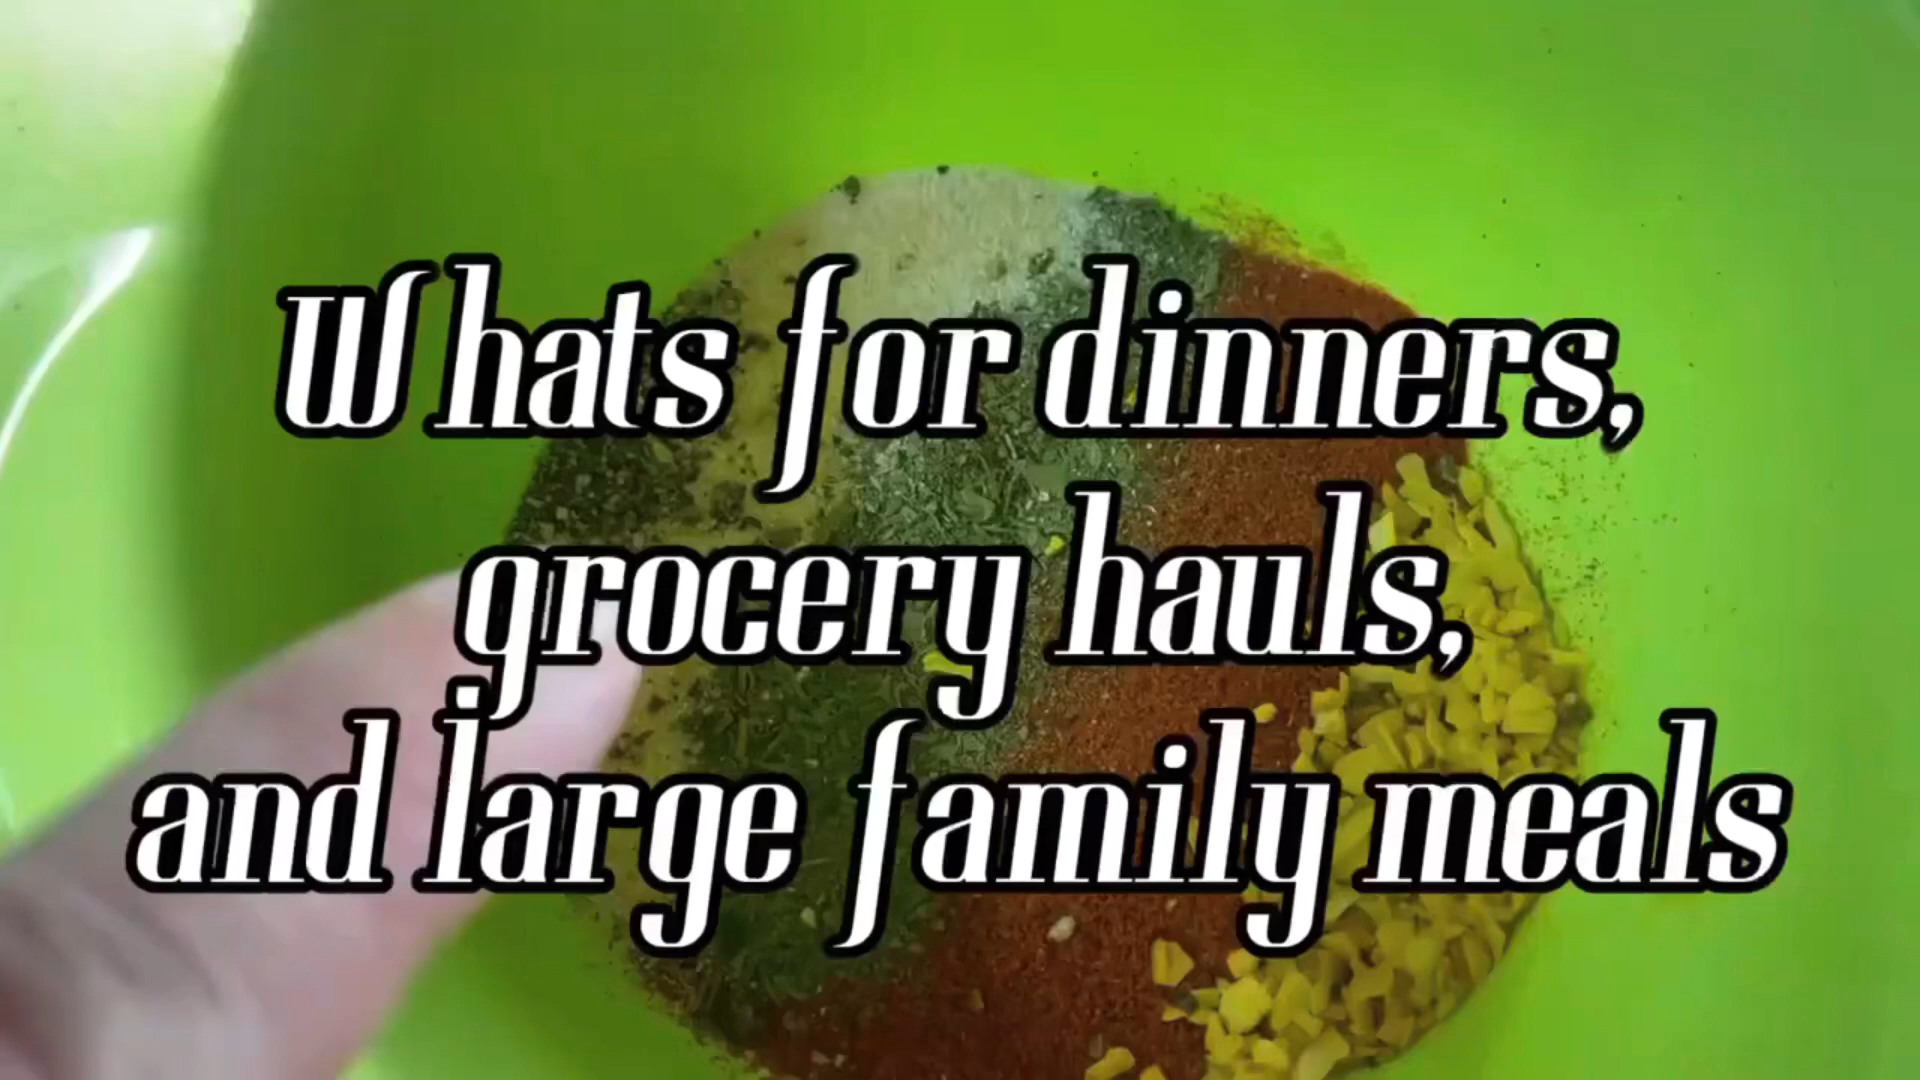 Whats for dinners,
grocery hauls,
and large family meals